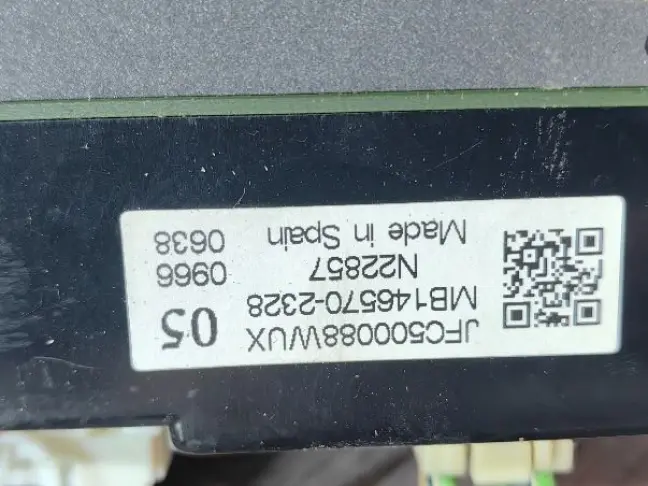 JFC500088WUX 05
MB146570-2328
N22857 0966
Made in Spain 0638